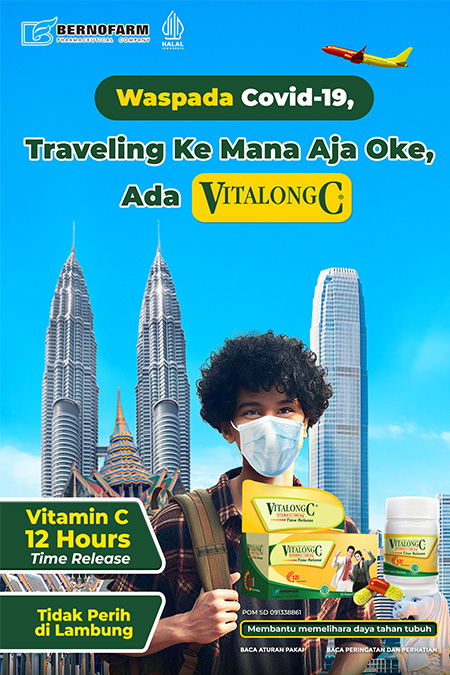 BERNOFARM
PHARMACEUTICAL COMPANY
HALAL
INDONESIA
Waspada Covid-19,
Traveling Ke Mana Aja Oke,
Ada VITALONG C
Vitamin C
12 Hours
Time Release
Tidak Perih
di Lambung
VITALONG C
Time Release
VITALONG C
Time Release
VITALONG C
Time Release
POM SD 091338861
Membantu memelihara daya tahan tubuh
BACA ATURAN PAKAI
BACA PERINGATAN DAN PERHATIAN